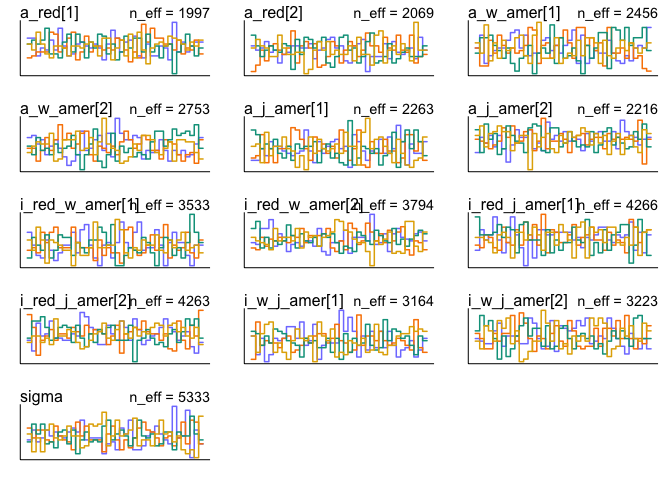 a_red[1] n_eff = 1997 a_red[2] n_eff = 2069 a_w_amer[1] n_eff = 2456
a_w_amer[2] n_eff = 2753 a_j_amer[1] n_eff = 2263 a_j_amer[2] n_eff = 2216
i_red_w_amer[1] n_eff = 3533 i_red_w_amer[2] n_eff = 3794 i_red_j_amer[1] n_eff = 4266
i_red_j_amer[2] n_eff = 4263 i_w_j_amer[1] n_eff = 3164 i_w_j_amer[2] n_eff = 3223
sigma n_eff = 5333